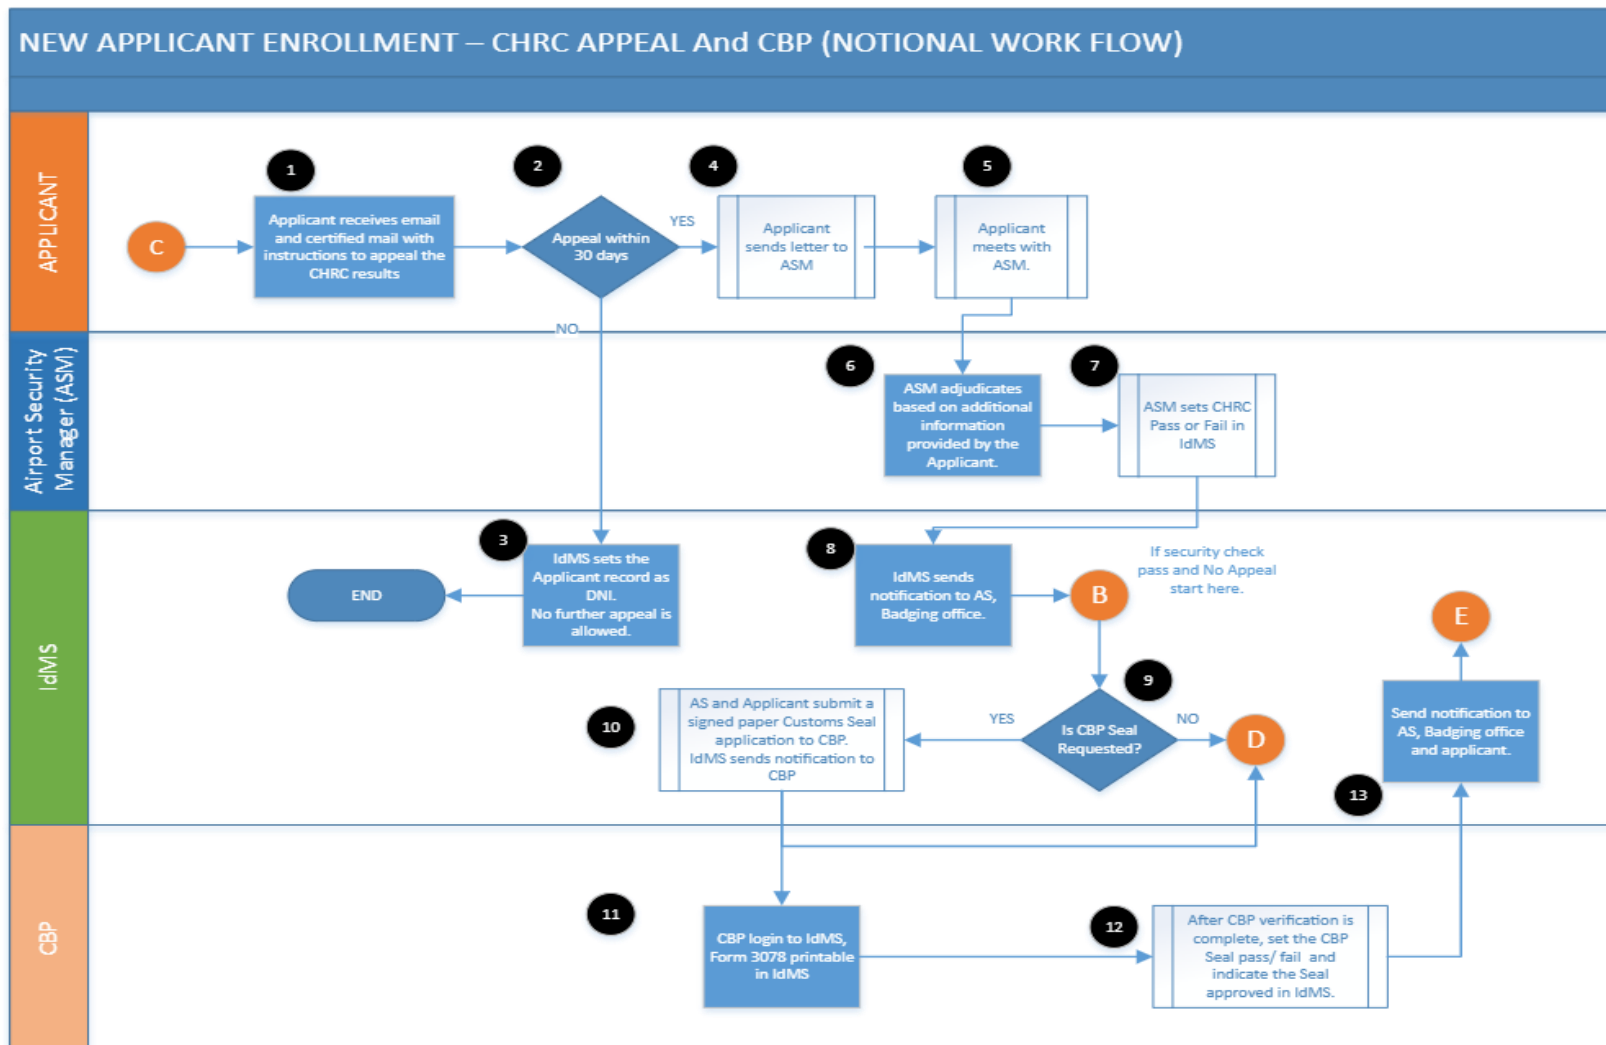 NEW APPLICANT ENROLLMENT – CHRC APPEAL And CBP (NOTIONAL WORK FLOW)
APPLICANT
1
2
4
5
C
Applicant receives email
and certified mail with
instructions to appeal the
CHRC results
Appeal within
30 days
YES
Applicant
sends letter to
ASM
Applicant
meets with
ASM.
NO
Airport Security
Manager (ASM)
6
7
ASM adjudicates
based on additional
information
provided by the
Applicant.
ASM sets CHRC
Pass or Fail in
IdMS
IdMS
3
8
END
IdMS sets the
Applicant record as
DNI.
No further appeal is
allowed.
IdMS sends
notification to AS,
Badging office.
B
If security check
pass and No Appeal
start here.
E
9
10
AS and Applicant submit a
signed paper Customs Seal
application to CBP.
IdMS sends notification to
CBP
YES
Is CBP Seal
Requested?
NO
D
Send notification to
AS, Badging office
and applicant.
13
CBP
11
CBP login to IdMS,
Form 3078 printable
in IdMS
12
After CBP verification is
complete, set the CBP
Seal pass/ fail and
indicate the Seal
approved in IdMS.